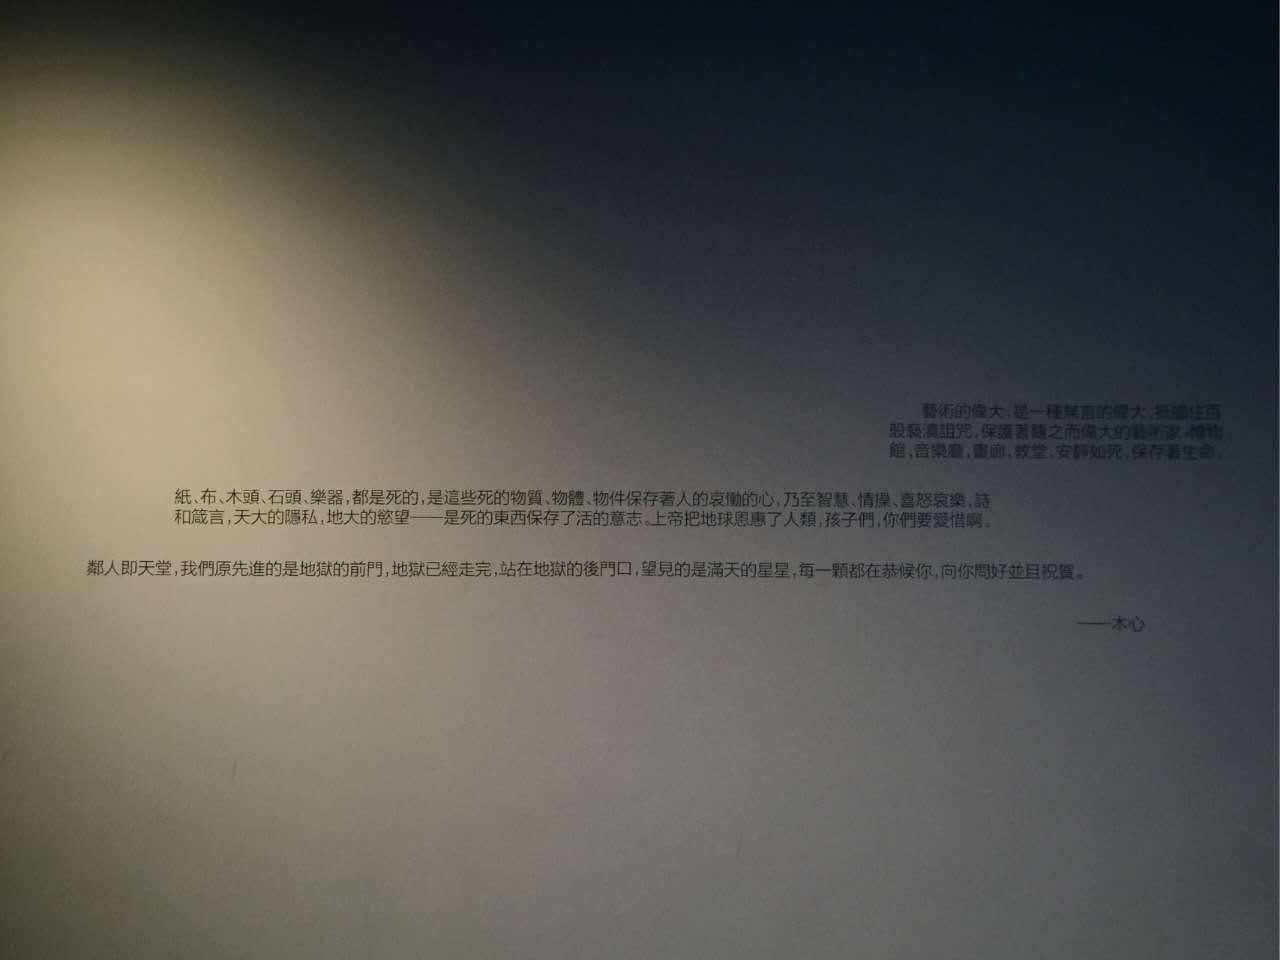 藝術的偉大,是一種無言的偉大,抵擋住百
般褻瀆詛咒,保護著隨之而偉大的藝術家。博物
館,音樂廳,畫廊,教堂,安靜如死,保存著生命。
紙、布、木頭、石頭、樂器,都是死的,是這些死的物質、物體、物件保存著人的哀慟的心,乃至智慧、情操、喜怒哀樂,詩
和箴言,天大的隱私,地大的慾望——是死的東西保存了活的意志。上帝把地球恩惠了人類,孩子們,你們要愛惜啊。
鄰人即天堂,我們原先進的是地獄的前門,地獄已經走完,站在地獄的後門口,望見的是滿天的星星,每一顆都在恭候你,向你問好並且祝賀。
——木心